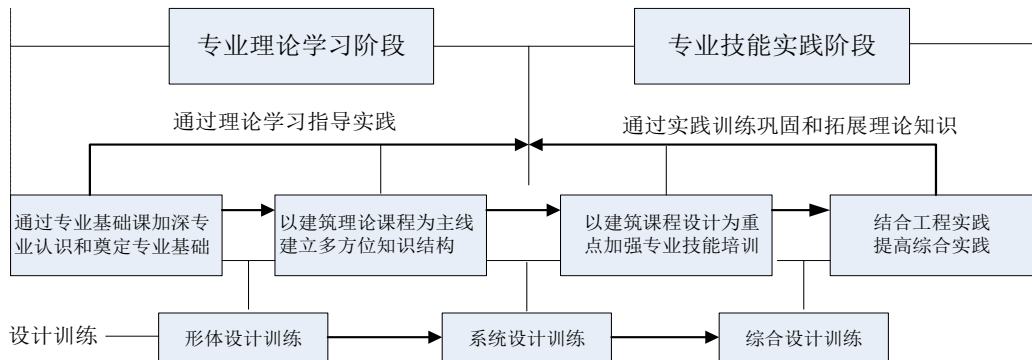 专业理论学习阶段
专业技能实践阶段
通过理论学习指导实践
通过实践训练巩固和拓展理论知识
通过专业基础课加深专
业认识和奠定专业基础
以建筑理论课程为主线
建立多方位知识结构
以建筑课程设计为重
点加强专业技能培训
结合工程实践
提高综合实践
设计训练
形体设计训练
系统设计训练
综合设计训练